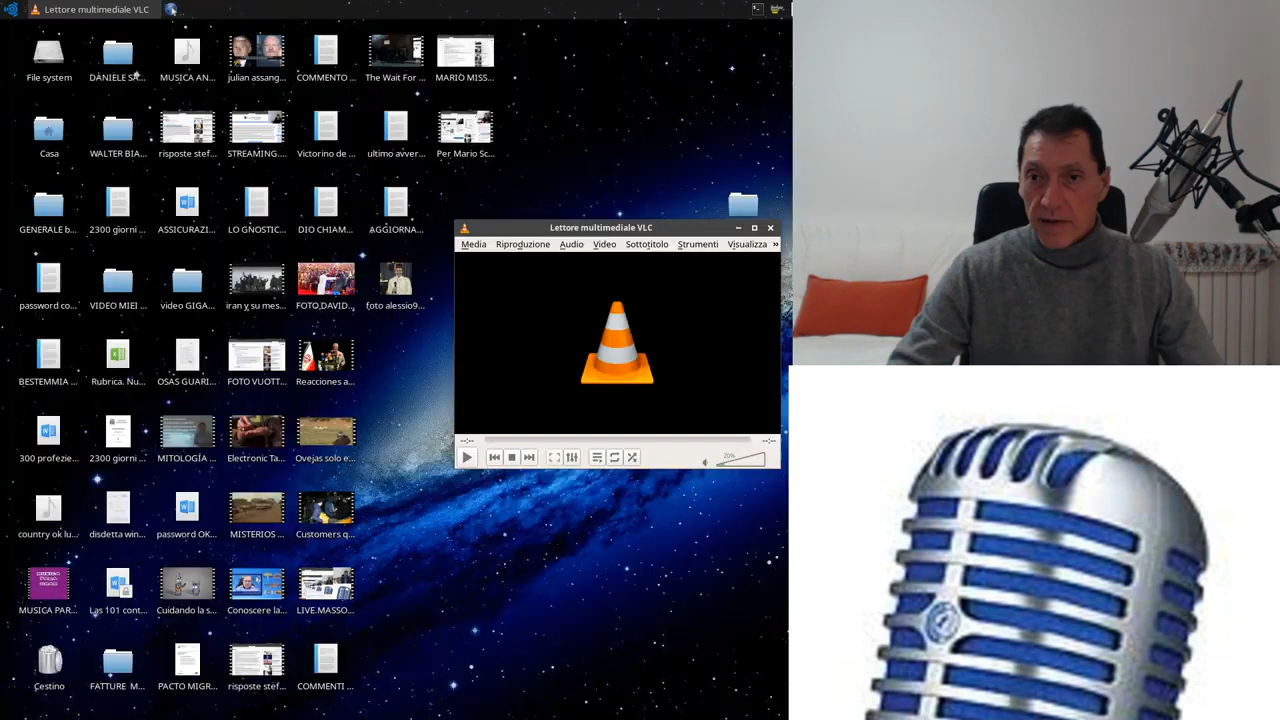 Lettore multimediale VLC
File system
DANIELE SA...
MUSICA AN...
julian assang...
COMMENTO ...
The Wait For ...
MARIO MISS...
Casa
WALTER BIA...
risposte stef...
STREAMING....
Victorino de ...
ultimo avver...
Per Mario Sc...
GENERALE b...
2300 giorni ...
ASSICURAZI...
LO GNOSTIC...
DIO CHIAM...
AGGIORNA...
Lettore multimediale VLC
Media Riproduzione Audio Video Sottotitolo Strumenti Visualizza »
password co...
VIDEO MIEI ...
video GIGA...
iran y su mes...
FOTO,DAVID...
foto alessio9...
BESTEMMIA ...
Rubrica. Nu...
OSAS GUARI...
FOTO VUOTT...
Reacciones a...
--:--
--:--
20%
300 profezie...
2300 giorni ...
MITOLOGÍA ...
Electronic Ta...
Ovejas solo e...
country ok lu...
disdetta win...
password OK...
MISTERIOS ...
Customers q...
MUSICA PAR...
Las 101 cont...
Cuidando la s...
Conoscere la...
LIVE.MASSO...
Cestino
FATTURE M...
PACTO MIGR...
risposte stef...
COMMENTI ...